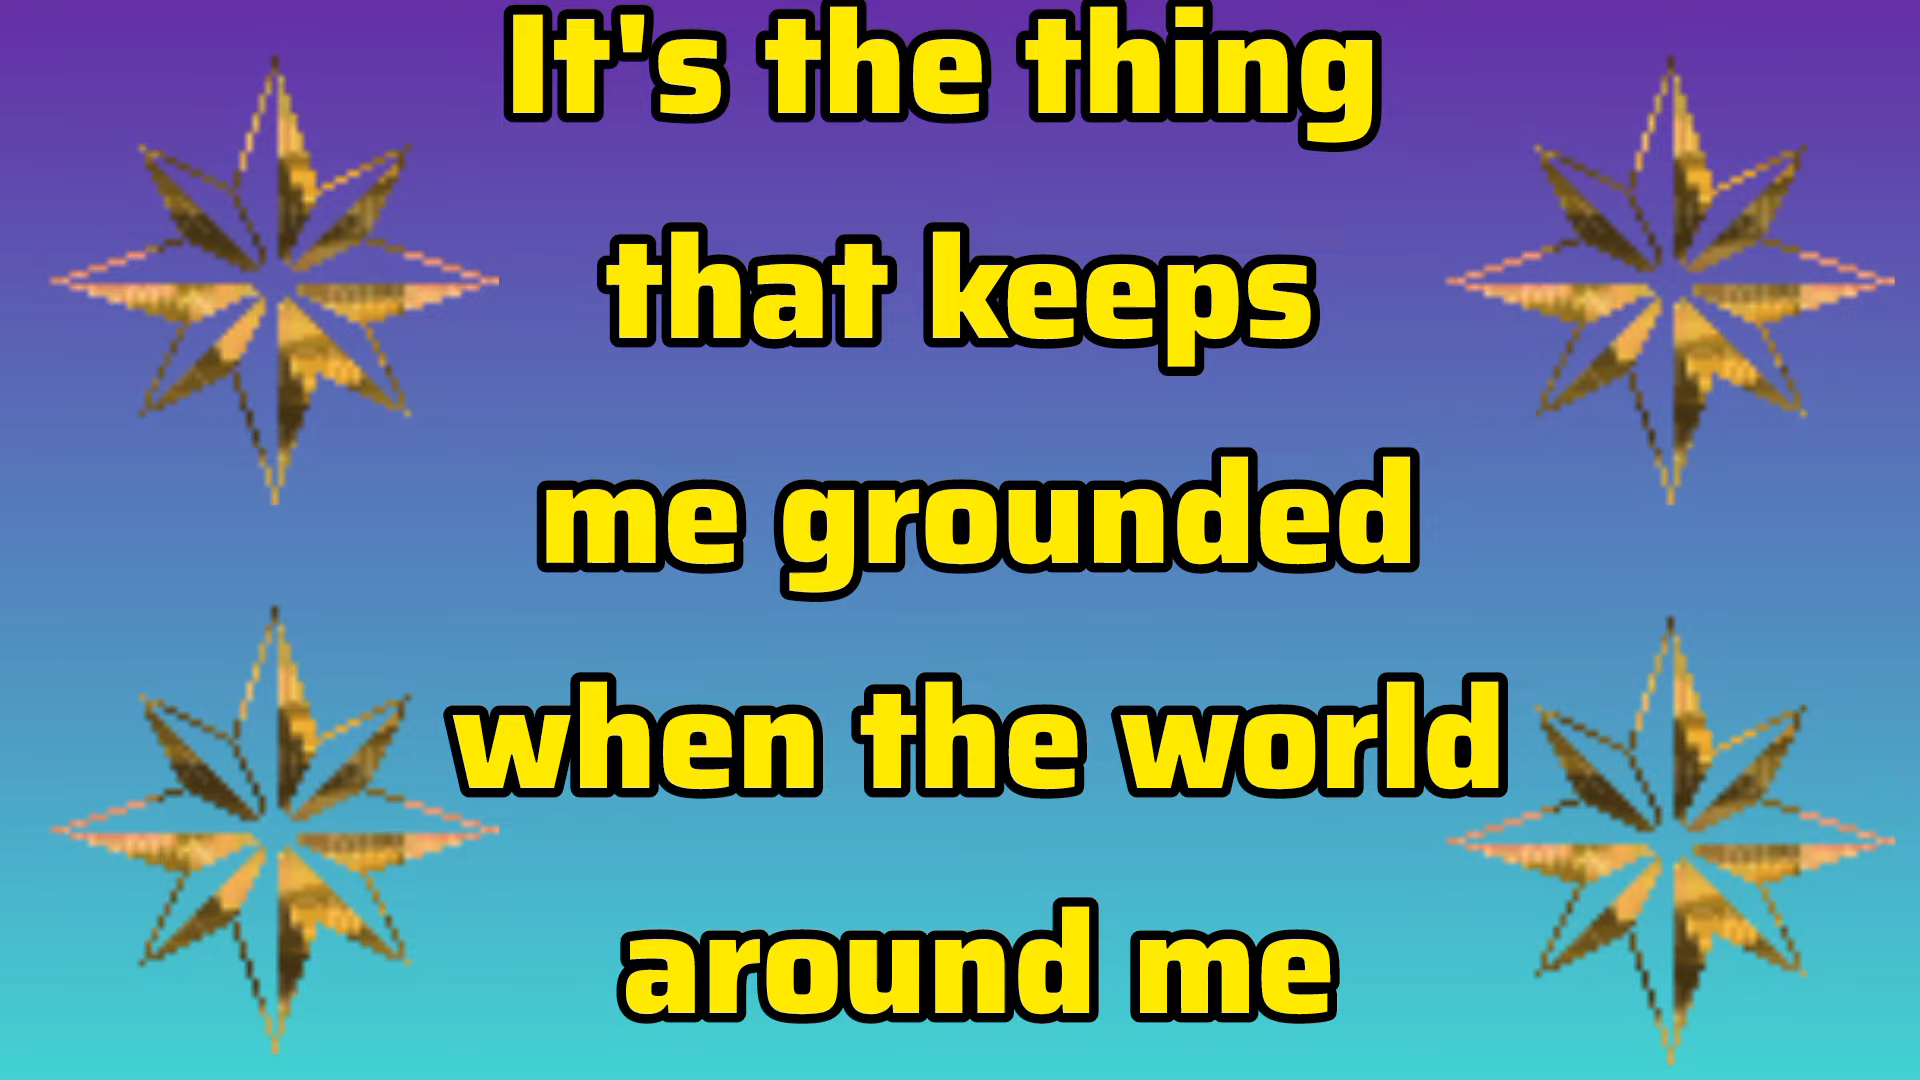 It's the thing
that keeps
me grounded
when the world
around me